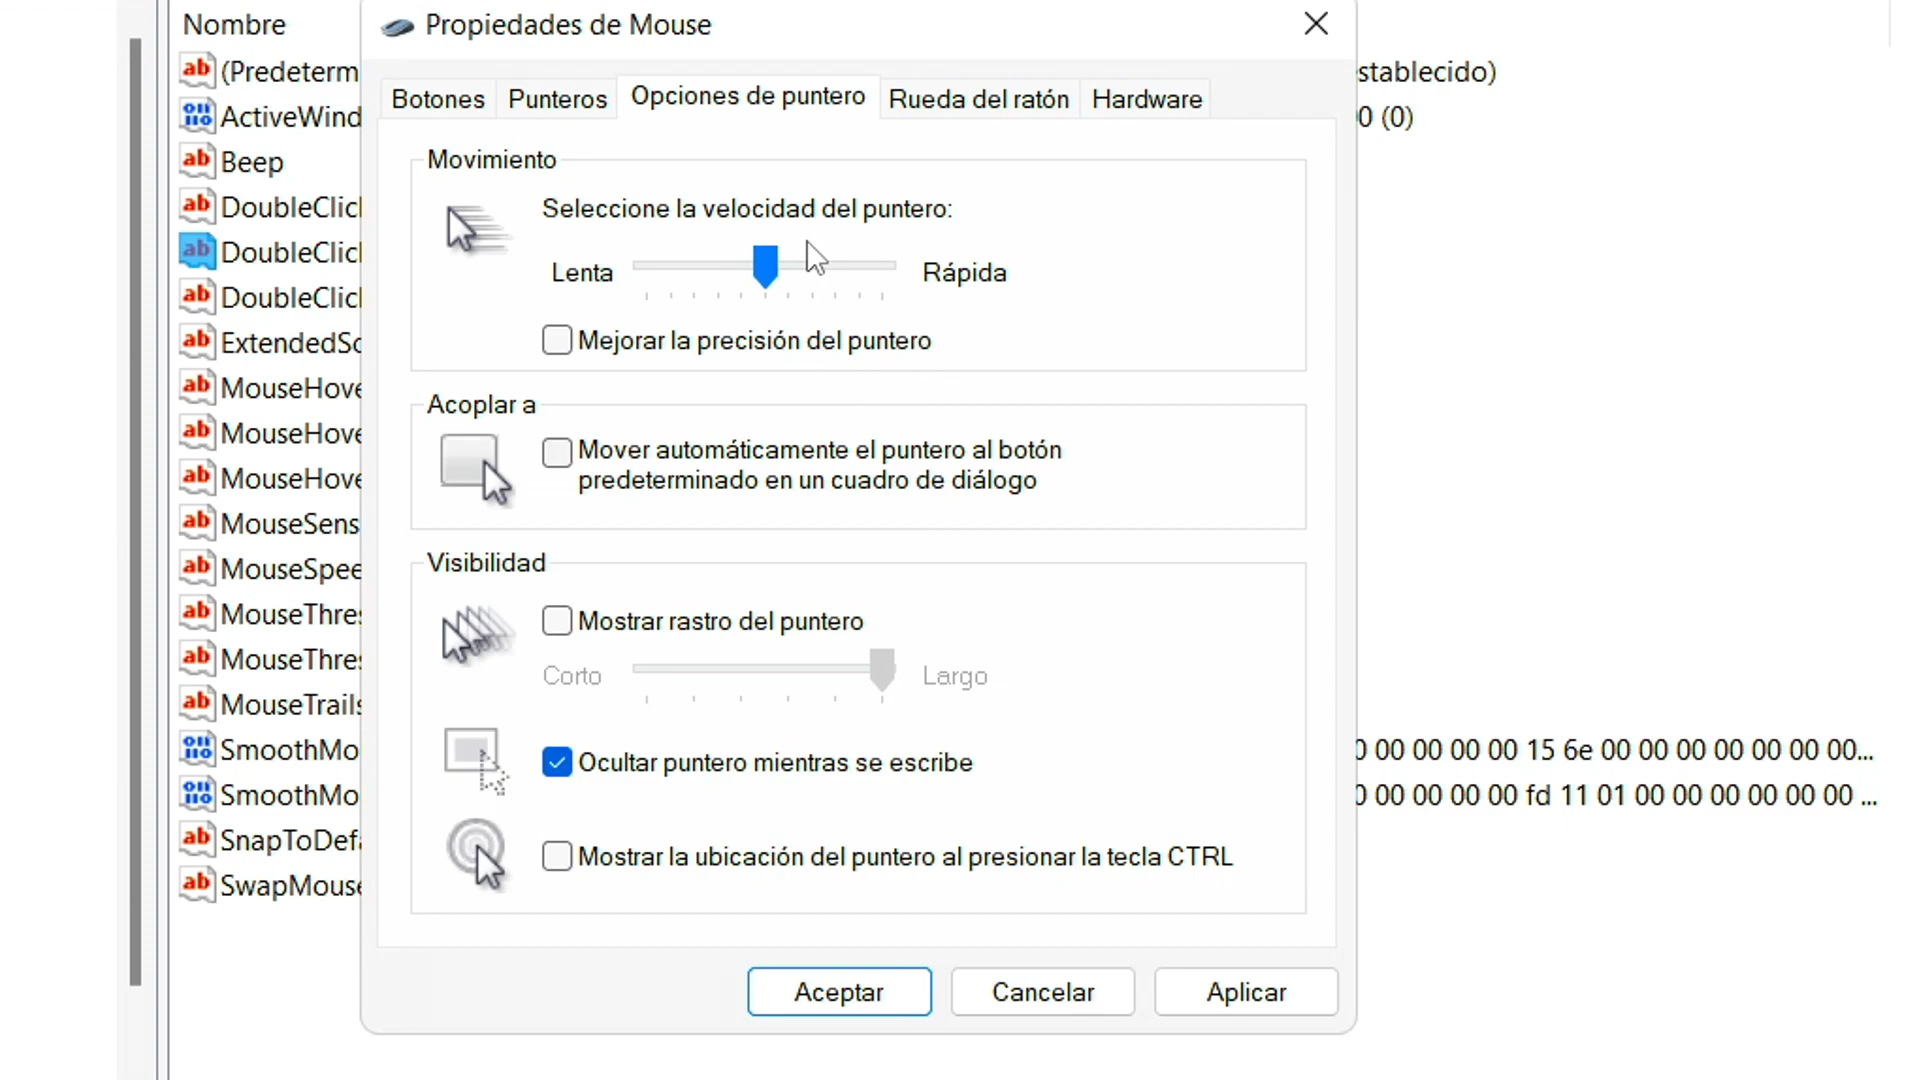 Nombre
(Predeterm
ActiveWind
Beep
DoubleClic
DoubleClic
DoubleClic
ExtendedSo
MouseHove
MouseHove
MouseHove
MouseSens
MouseSpee
MouseThres
MouseThres
MouseTrails
SmoothMo
SmoothMo
SnapToDefa
SwapMouse
Propiedades de Mouse
Botones
Punteros
Opciones de puntero
Rueda del ratón
Hardware
Movimiento
Seleccione la velocidad del puntero:
Lenta
Rápida
Mejorar la precisión del puntero
Acoplar a
Mover automáticamente el puntero al botón
predeterminado en un cuadro de diálogo
Visibilidad
Mostrar rastro del puntero
Corto
Largo
Ocultar puntero mientras se escribe
Mostrar la ubicación del puntero al presionar la tecla CTRL
Aceptar
Cancelar
Aplicar
stablecido)
0 (0)
0 00 00 00 00 15 6e 00 00 00 00 00 00 00...
0 00 00 00 00 fd 11 01 00 00 00 00 00 00 ...